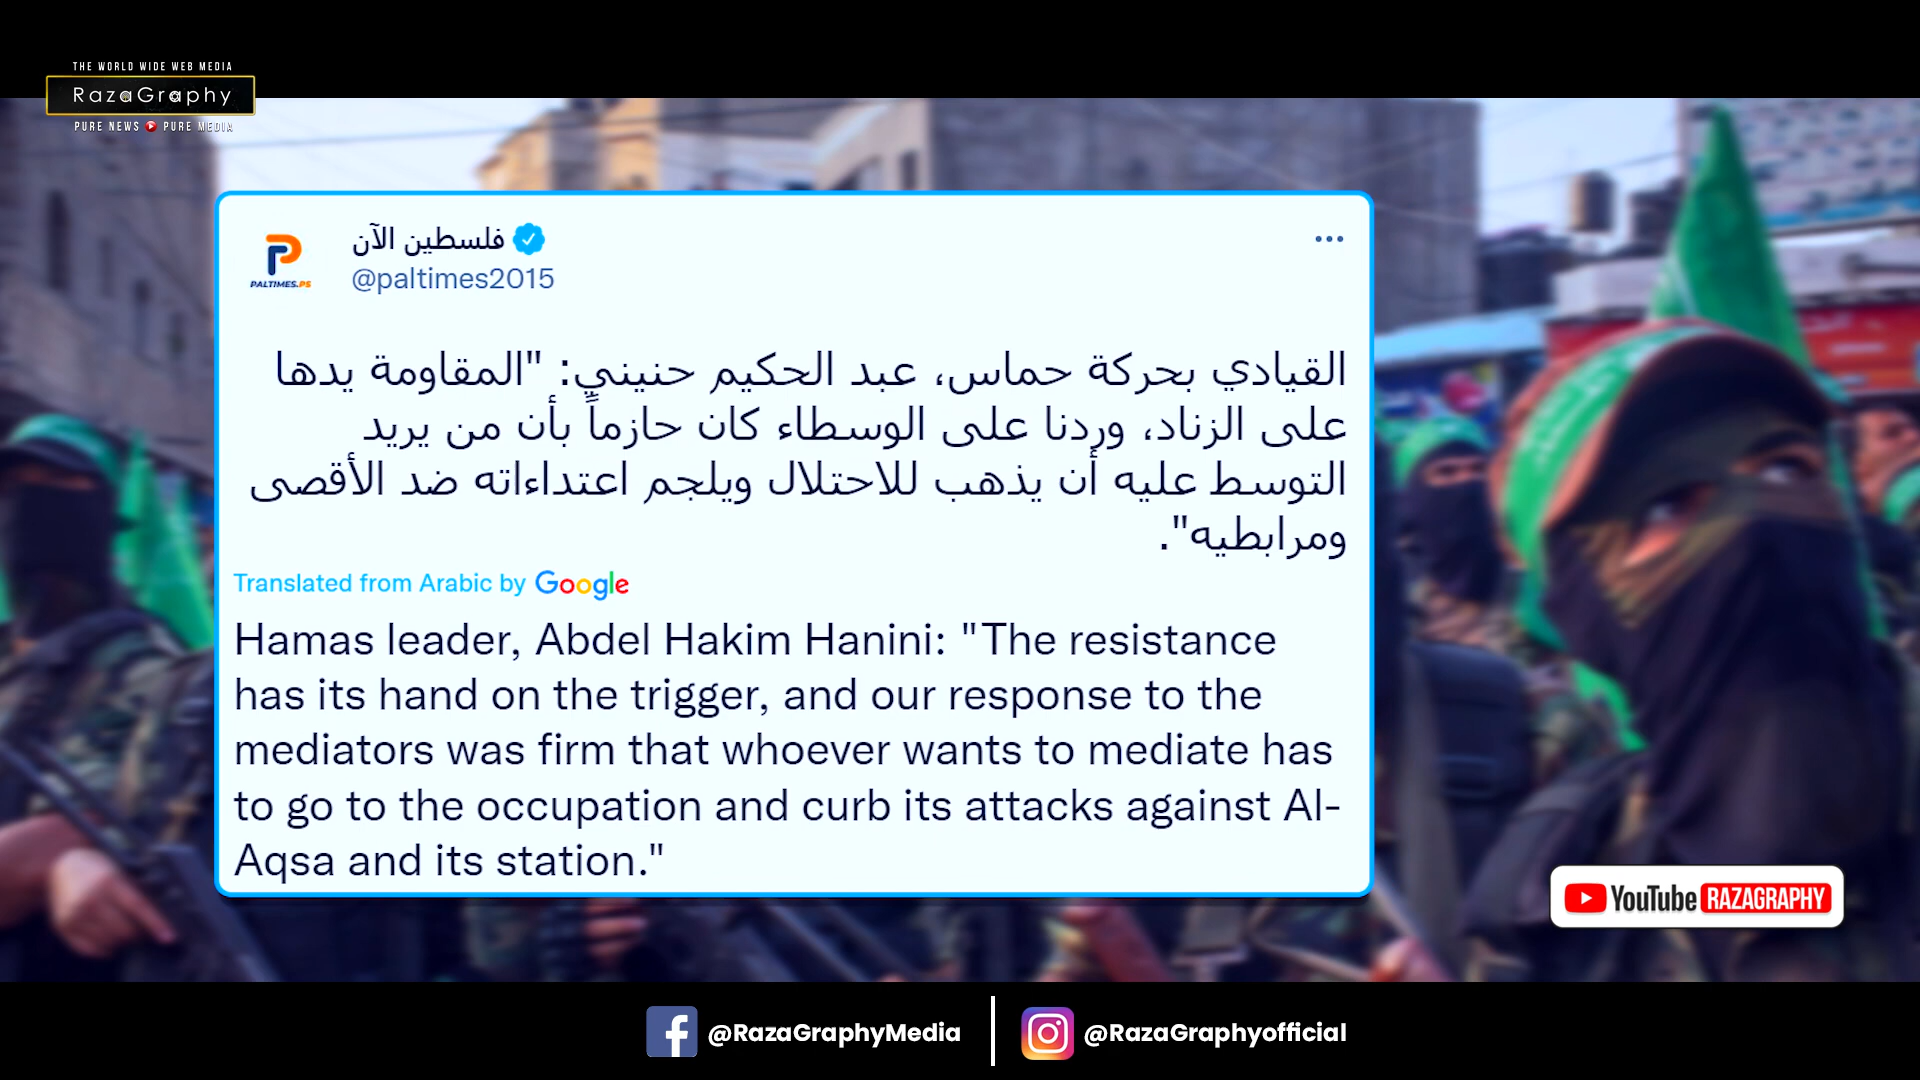 THE WORLD WIDE WEB MEDIA
RazaGraphy
PURE NEWS PURE MEDIA
PALTIMES.PS
فلسطين الآن
@paltimes2015
القيادي بحركة حماس، عبد الحكيم حنيني: "المقاومة يدها
على الزناد، وردنا على الوسطاء كان حازماً بأن من يريد
التوسط عليه أن يذهب للاحتلال ويلجم اعتداءاته ضد الأقصى
ومرابطيه".
Translated from Arabic by Google
Hamas leader, Abdel Hakim Hanini: "The resistance
has its hand on the trigger, and our response to the
mediators was firm that whoever wants to mediate has
to go to the occupation and curb its attacks against Al-
Aqsa and its station."
YouTube RAZAGRAPHY
@RazaGraphyMedia
@RazaGraphyofficial